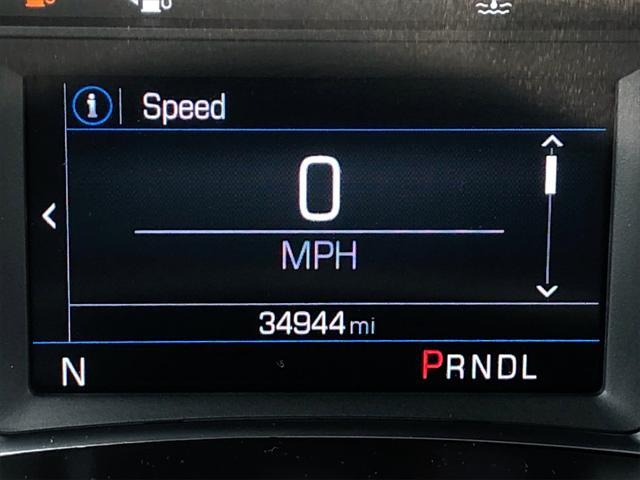 i Speed
0
MPH
34944 mi
N PRNDL